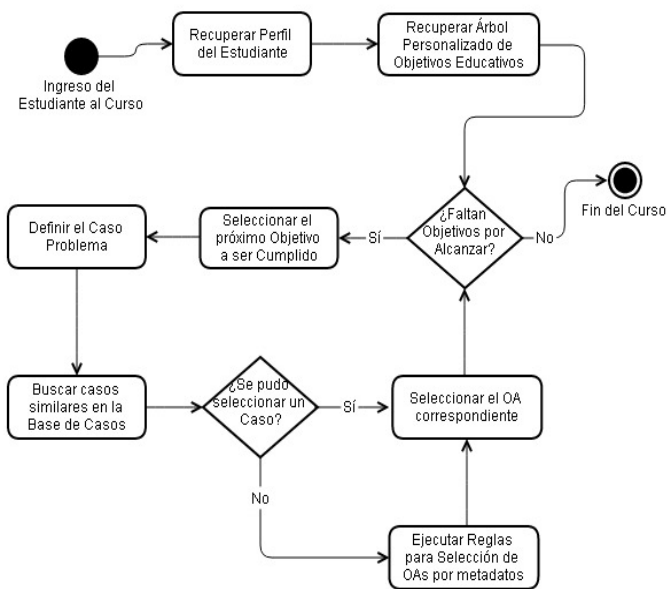 Ingreso del
Estudiante al Curso
Recuperar Perfil
del Estudiante
Recuperar Árbol
Personalizado de
Objetivos Educativos
¿Faltan
Objetivos por
Alcanzar?
No
Fin del Curso
Sí
Seleccionar el
próximo Objetivo
a ser Cumplido
Definir el Caso
Problema
Buscar casos
similares en la
Base de Casos
¿Se pudo
seleccionar un
Caso?
Sí
Seleccionar el OA
correspondiente
No
Ejecutar Reglas
para Selección de
OAs por metadatos